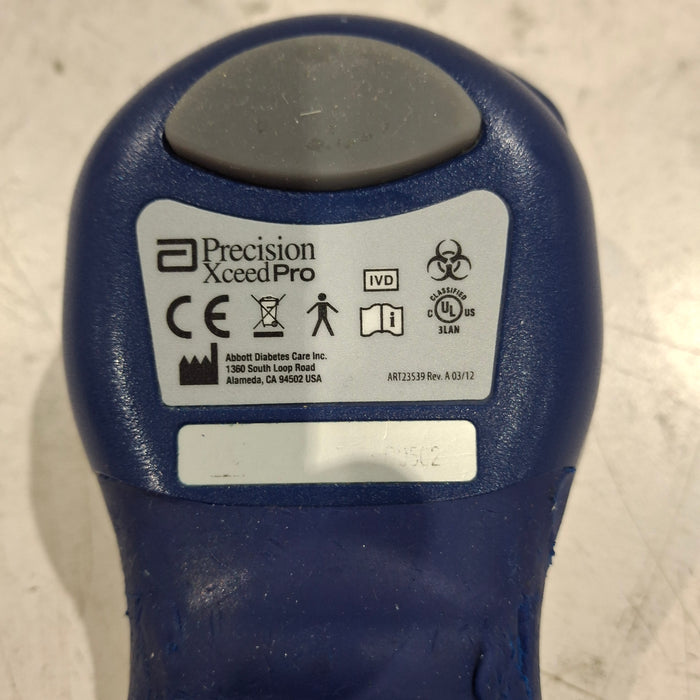 Precision
XceedPro
IVD
CE
i
CLASSIFIED
C UL US
3LAN
Abbott Diabetes Care Inc.
1360 South Loop Road
Alameda, CA 94502 USA
ART23539 Rev. A 03/12